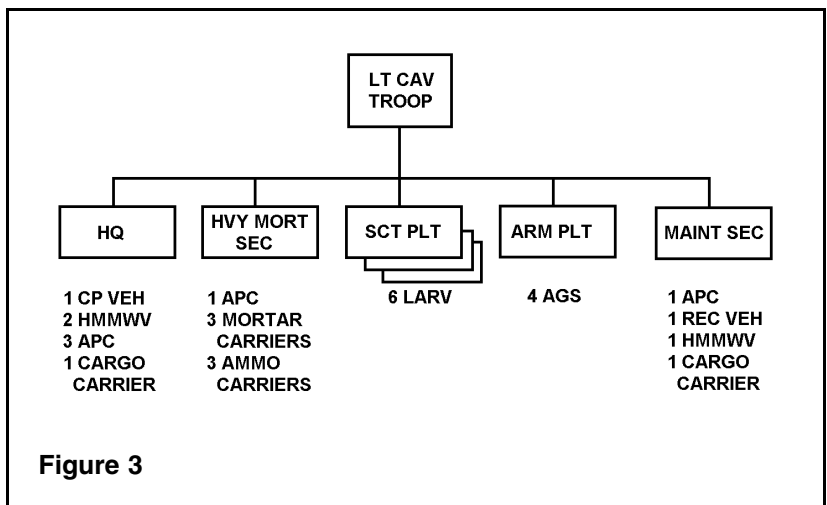 LT CAV
TROOP
HQ
HVY MORT
SEC
SCT PLT
ARM PLT
MAINT SEC
1 CP VEH
2 HMMWV
3 APC
1 CARGO
CARRIER
1 APC
3 MORTAR
CARRIERS
3 AMMO
CARRIERS
6 LARV
4 AGS
1 APC
1 REC VEH
1 HMMWV
1 CARGO
CARRIER
Figure 3